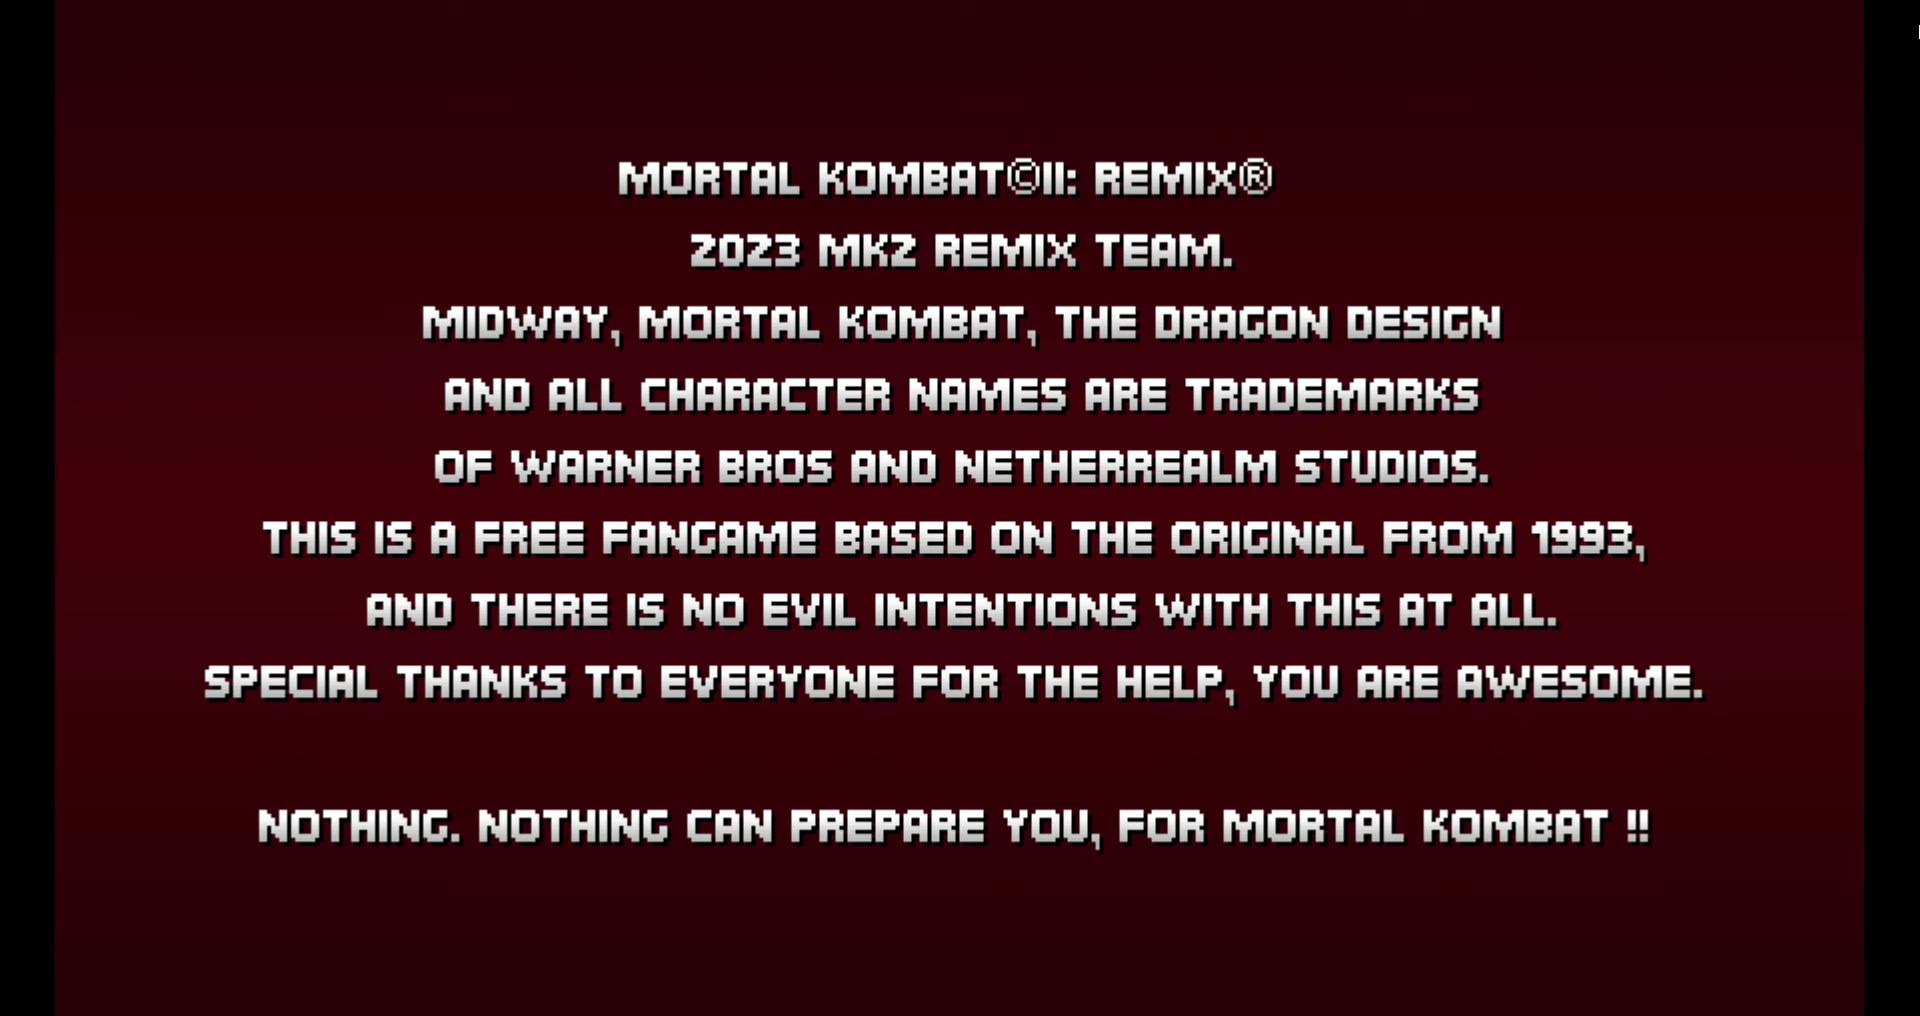 MORTAL KOMBAT©II: REMIX®
2023 MK2 REMIX TEAM.
MIDWAY, MORTAL KOMBAT, THE DRAGON DESIGN
AND ALL CHARACTER NAMES ARE TRADEMARKS
OF WARNER BROS AND NETHERREALM STUDIOS.
THIS IS A FREE FANGAME BASED ON THE ORIGINAL FROM 1993,
AND THERE IS NO EVIL INTENTIONS WITH THIS AT ALL.
SPECIAL THANKS TO EVERYONE FOR THE HELP, YOU ARE AWESOME.
NOTHING. NOTHING CAN PREPARE YOU, FOR MORTAL KOMBAT !!